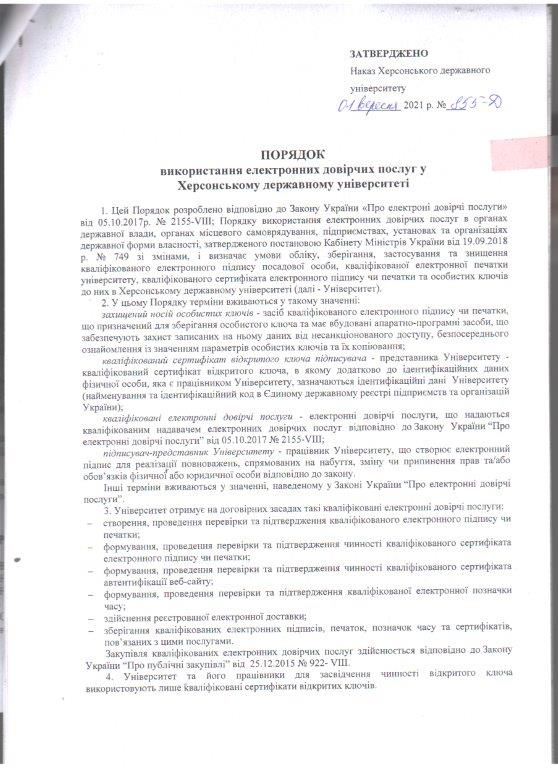 ЗАТВЕРДЖЕНО
Наказ Херсонського державного
університету
01 вересня 2021 р. № 855-Д
ПОРЯДОК
використання електронних довірчих послуг у
Херсонському державному університеті
1. Цей Порядок розроблено відповідно до Закону України «Про електроні довірчі послуги»
від 05.10.2017р. № 2155-VIII; Порядку використання електронних довірчих послуг в органах
державної влади, органах місцевого самоврядування, підприємствах, установах та організаціях
державної форми власності, затвердженого постановою Кабінету Міністрів України від 19.09.2018
р. № 749 зі змінами, і визначає умови обліку, зберігання, застосування та знищення
кваліфікованого електронного підпису посадової особи, кваліфікованої електронної печатки
університету, кваліфікованого сертифіката електронного підпису чи печатки та особистих ключів
до них в Херсонському державному університеті (далі - Університет).
2. У цьому Порядку терміни вживаються у такому значенні:
захищений носій особистих ключів - засіб кваліфікованого електронного підпису чи печатки,
що призначений для зберігання особистого ключа та має вбудовані апаратно-програмні засоби, що
забезпечують захист записаних на ньому даних від несанкціонованого доступу, безпосереднього
ознайомлення із значенням параметрів особистих ключів та їх копіювання;
кваліфікований сертифікат відкритого ключа підписувача - представника Університету -
кваліфікований сертифікат відкритого ключа, в якому додатково до ідентифікаційних даних
фізичної особи, яка є працівником Університету, зазначаються ідентифікаційні дані Університету
(найменування та ідентифікаційний код в Єдиному державному реєстрі підприємств та організацій
України);
кваліфіковані електронні довірчі послуги - електронні довірчі послуги, що надаються
кваліфікованим надавачем електронних довірчих послуг відповідно до Закону України “Про
електронні довірчі послуги” від 05.10.2017 № 2155-VIII;
підписувач-представник Університету - працівник Університету, що створює електронний
підпис для реалізації повноважень, спрямованих на набуття, зміну чи припинення прав та/або
обов’язків фізичної або юридичної особи відповідно до закону.
Інші терміни вживаються у значенні, наведеному у Законі України “Про електронні довірчі
послуги”.
3. Університет отримує на договірних засадах такі кваліфіковані електронні довірчі послуги:
– створення, проведення перевірки та підтвердження кваліфікованого електронного підпису чи
печатки;
– формування, проведення перевірки та підтвердження чинності кваліфікованого сертифіката
електронного підпису чи печатки;
– формування, проведення перевірки та підтвердження чинності кваліфікованого сертифіката
автентифікації веб-сайту;
– формування, проведення перевірки та підтвердження кваліфікованої електронної позначки
часу;
– здійснення реєстрованої електронної доставки;
– зберігання кваліфікованих електронних підписів, печаток, позначок часу та сертифікатів,
пов’язаних з цими послугами.
Закупівля кваліфікованих електронних довірчих послуг здійснюється відповідно до Закону
України “Про публічні закупівлі” від 25.12.2015 № 922- VIII.
4. Університет та його працівники для засвідчення чинності відкритого ключа
використовують лише кваліфіковані сертифікати відкритих ключів.